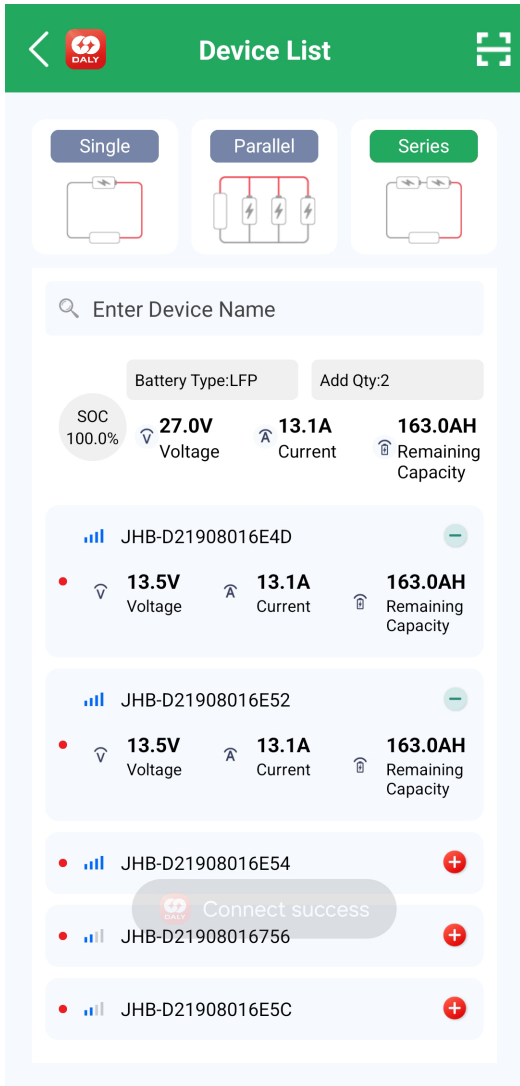 DALY
Device List
Single
Parallel
Series
Enter Device Name
Battery Type:LFP
Add Qty:2
SOC
100.0%
V
27.0V
Voltage
A
13.1A
Current
163.0AH
Remaining
Capacity
JHB-D21908016E4D
V
13.5V
Voltage
A
13.1A
Current
163.0AH
Remaining
Capacity
JHB-D21908016E52
V
13.5V
Voltage
A
13.1A
Current
163.0AH
Remaining
Capacity
JHB-D21908016E54
DALY
Connect success
JHB-D21908016756
JHB-D21908016E5C